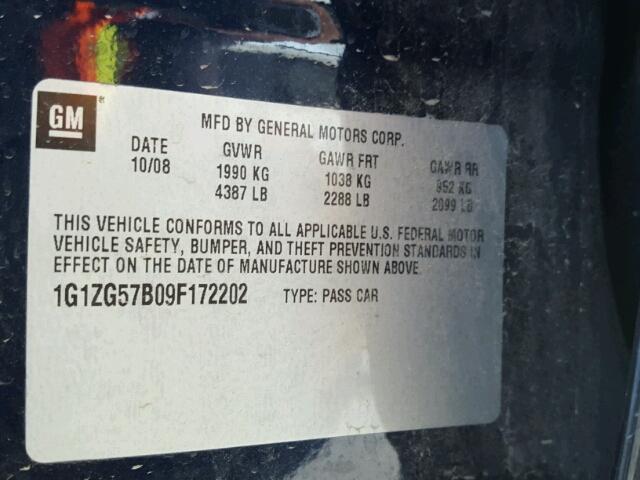 GM
MFD BY GENERAL MOTORS CORP.
DATE GVWR GAWR FRT GAWR RR
10/08 1990 KG 1038 KG 952 KG
4387 LB 2288 LB 2099 LB
THIS VEHICLE CONFORMS TO ALL APPLICABLE U.S. FEDERAL MOTOR
VEHICLE SAFETY, BUMPER, AND THEFT PREVENTION STANDARDS IN
EFFECT ON THE DATE OF MANUFACTURE SHOWN ABOVE.
1G1ZG57B09F172202 TYPE: PASS CAR